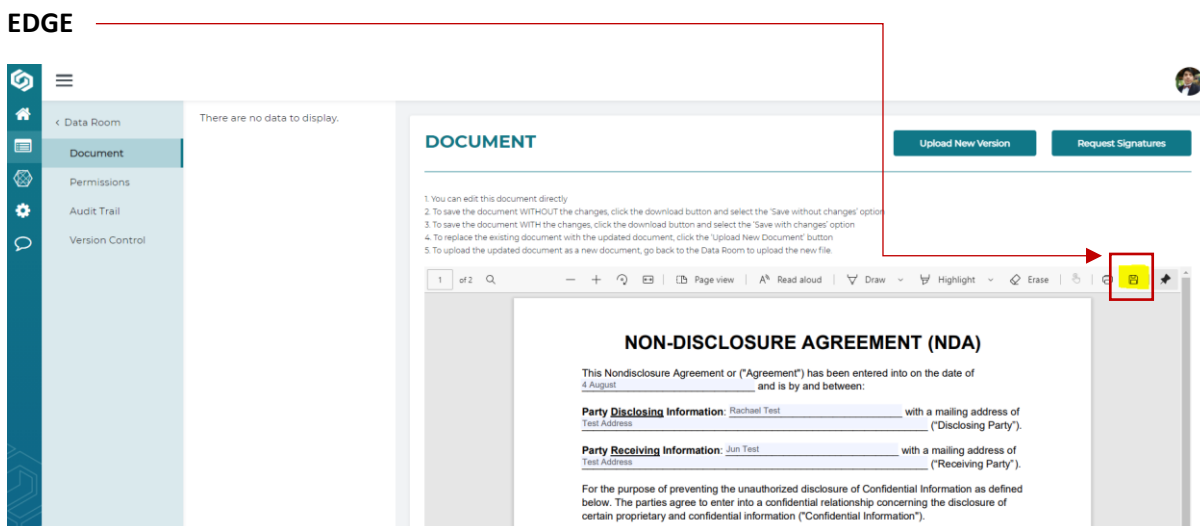 EDGE
< Data Room
Document
Permissions
Audit Trail
Version Control
There are no data to display.
DOCUMENT
Upload New Version
Request Signatures
1. You can edit this document directly
2. To save the document WITHOUT the changes, click the download button and select the 'Save without changes' option
3. To save the document WITH the changes, click the download button and select the 'Save with changes' option
4. To replace the existing document with the updated document, click the 'Upload New Document' button
5. To upload the updated document as a new document, go back to the Data Room to upload the new file.
1 of 2 Page view Read aloud Draw Highlight Erase
NON-DISCLOSURE AGREEMENT (NDA)
This Nondisclosure Agreement or ("Agreement") has been entered into on the date of
4 August and is by and between:
Party Disclosing Information: Rachael Test with a mailing address of
Test Address ("Disclosing Party").
Party Receiving Information: Jun Test with a mailing address of
Test Address ("Receiving Party").
For the purpose of preventing the unauthorized disclosure of Confidential Information as defined
below. The parties agree to enter into a confidential relationship concerning the disclosure of
certain proprietary and confidential information ("Confidential Information").